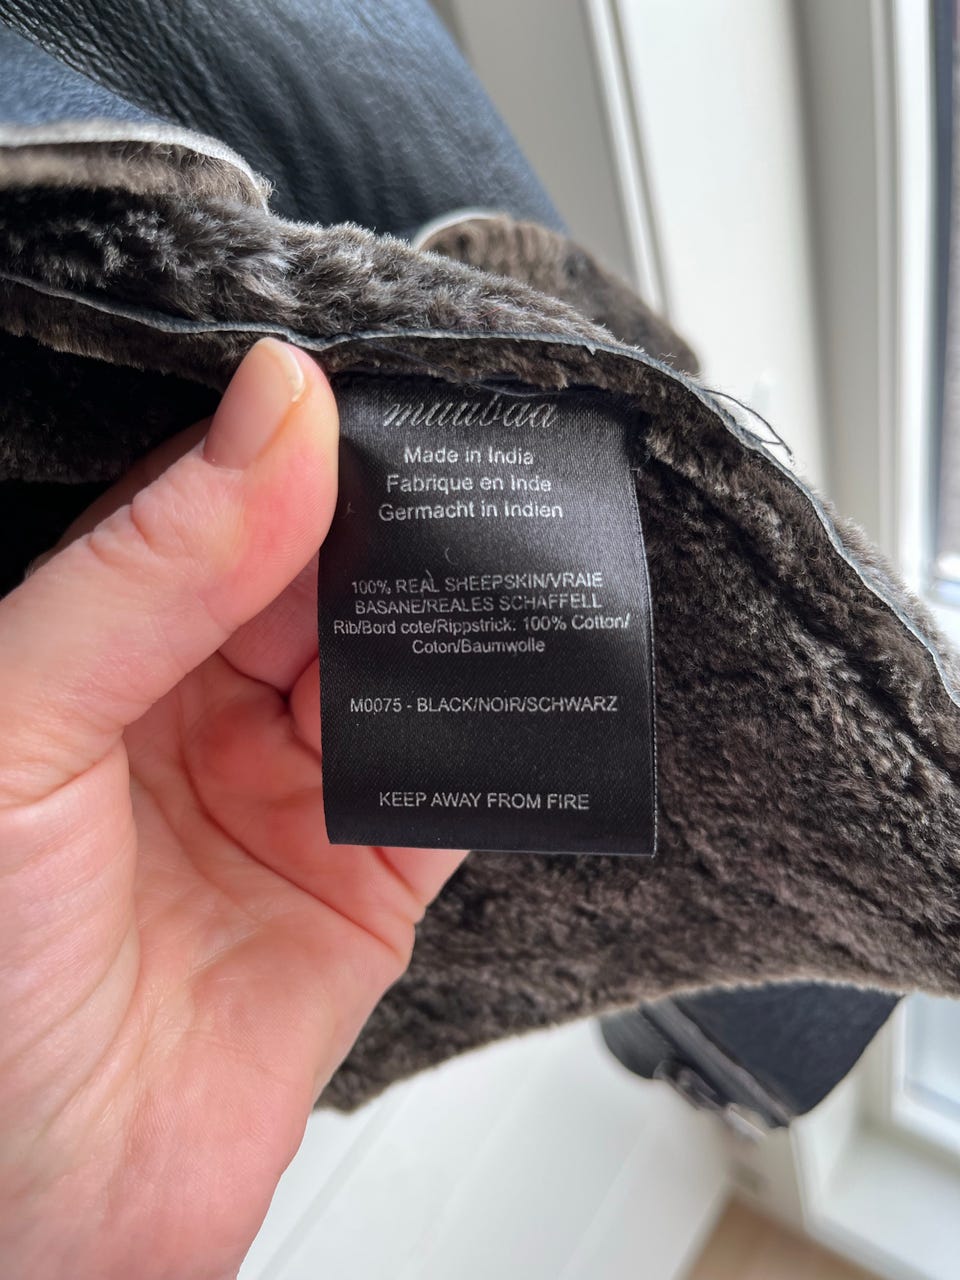 muubaa
Made in India
Fabrique en Inde
Germacht in Indien
100% REAL SHEEPSKIN/VRAIE
BASANE/REALES SCHAFFELL
Rib/Bord cote/Rippstrick: 100% Cotton/
Coton/Baumwolle
M0075 - BLACK/NOIR/SCHWARZ
KEEP AWAY FROM FIRE